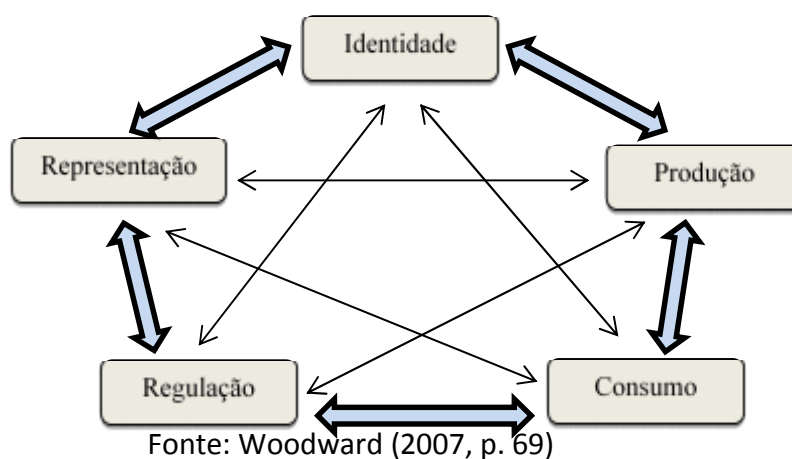 Identidade
Representação
Produção
Regulação
Consumo
Fonte: Woodward (2007, p. 69)